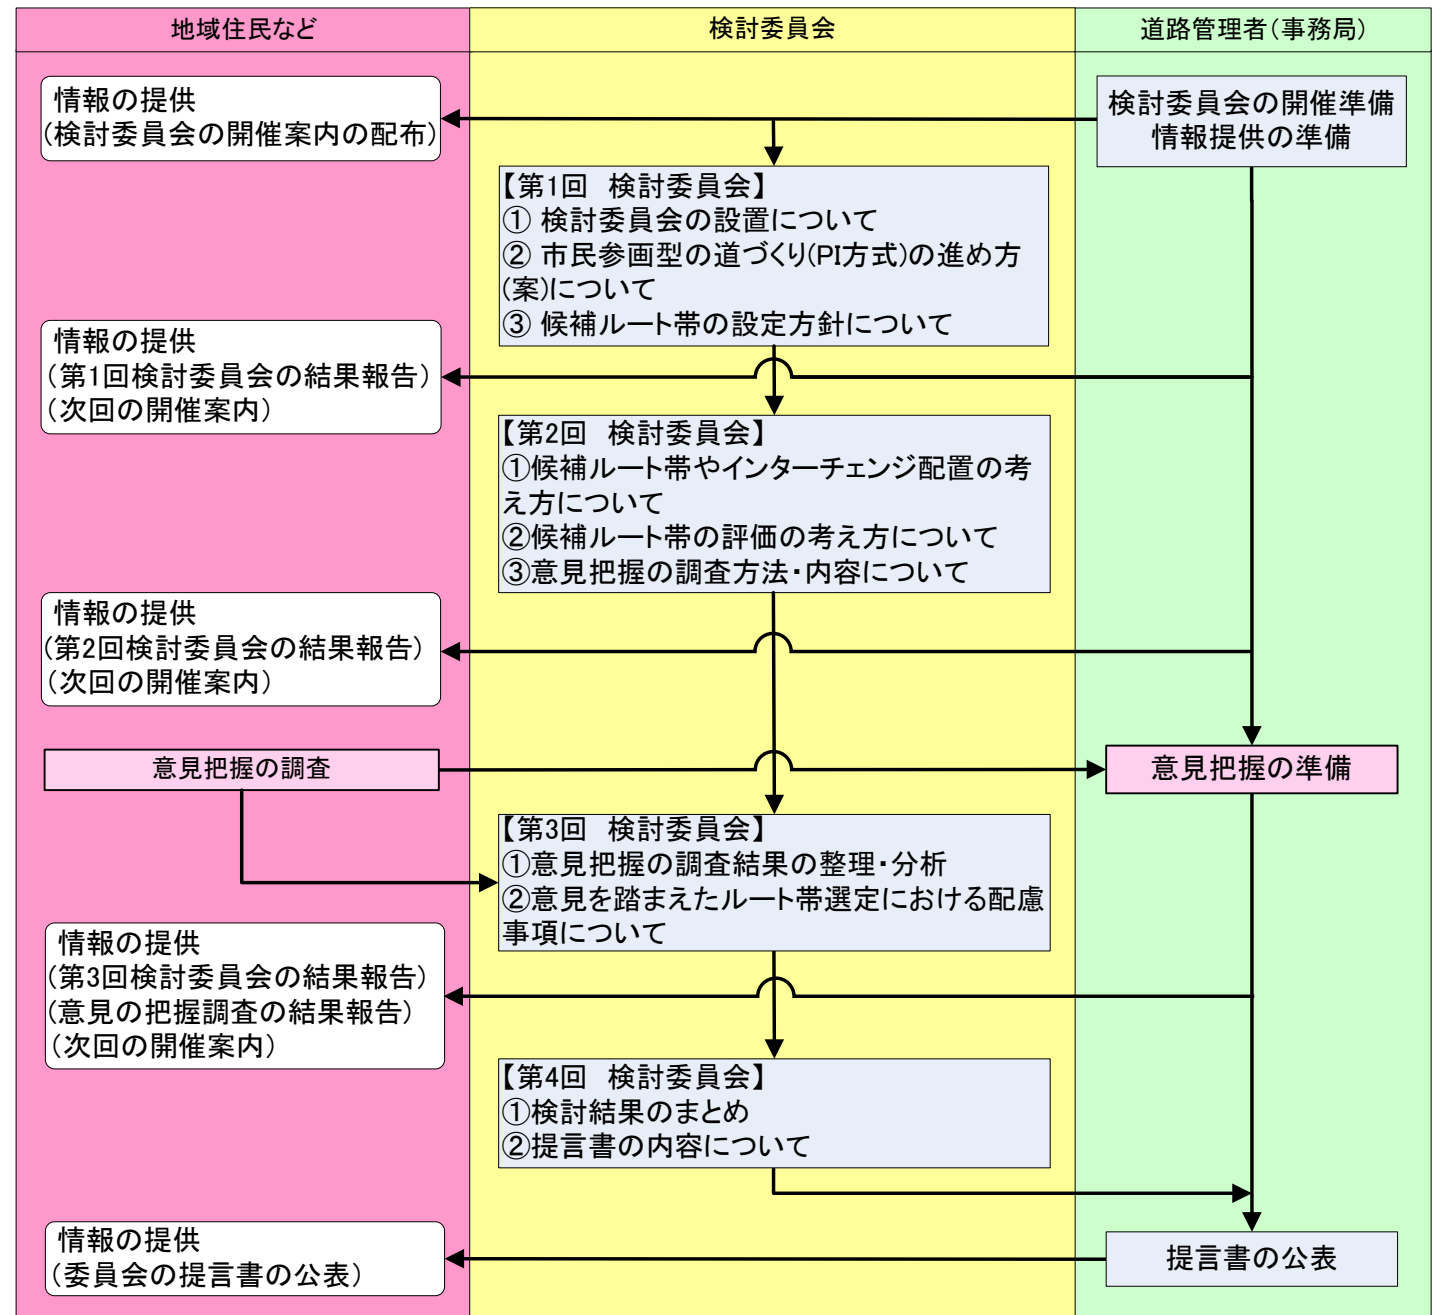 地域住民など
検討委員会
道路管理者(事務局)
情報の提供
(検討委員会の開催案内の配布)
検討委員会の開催準備
情報提供の準備
【第1回 検討委員会】
① 検討委員会の設置について
② 市民参画型の道づくり(PI方式)の進め方
(案)について
③ 候補ルート帯の設定方針について
情報の提供
(第1回検討委員会の結果報告)
(次回の開催案内)
【第2回 検討委員会】
①候補ルート帯やインターチェンジ配置の考
え方について
②候補ルート帯の評価の考え方について
③意見把握の調査方法・内容について
情報の提供
(第2回検討委員会の結果報告)
(次回の開催案内)
意見把握の調査
意見把握の準備
【第3回 検討委員会】
①意見把握の調査結果の整理・分析
②意見を踏まえたルート帯選定における配慮
事項について
情報の提供
(第3回検討委員会の結果報告)
(意見の把握調査の結果報告)
(次回の開催案内)
【第4回 検討委員会】
①検討結果のまとめ
②提言書の内容について
情報の提供
(委員会の提言書の公表)
提言書の公表